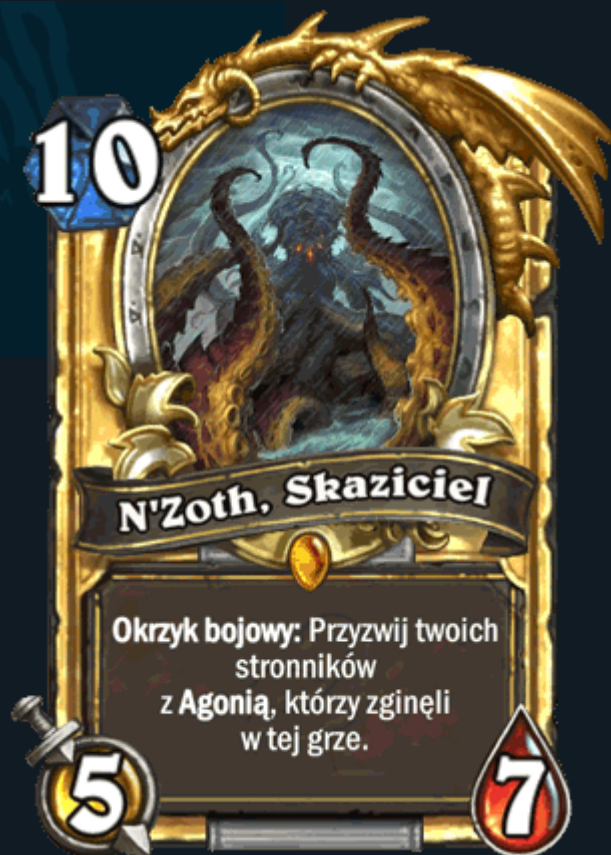 10
N'Zoth, Skaziciel
Okrzyk bojowy: Przyzwij twoich
stronników
z Agonią, którzy zginęli
w tej grze.
5
7